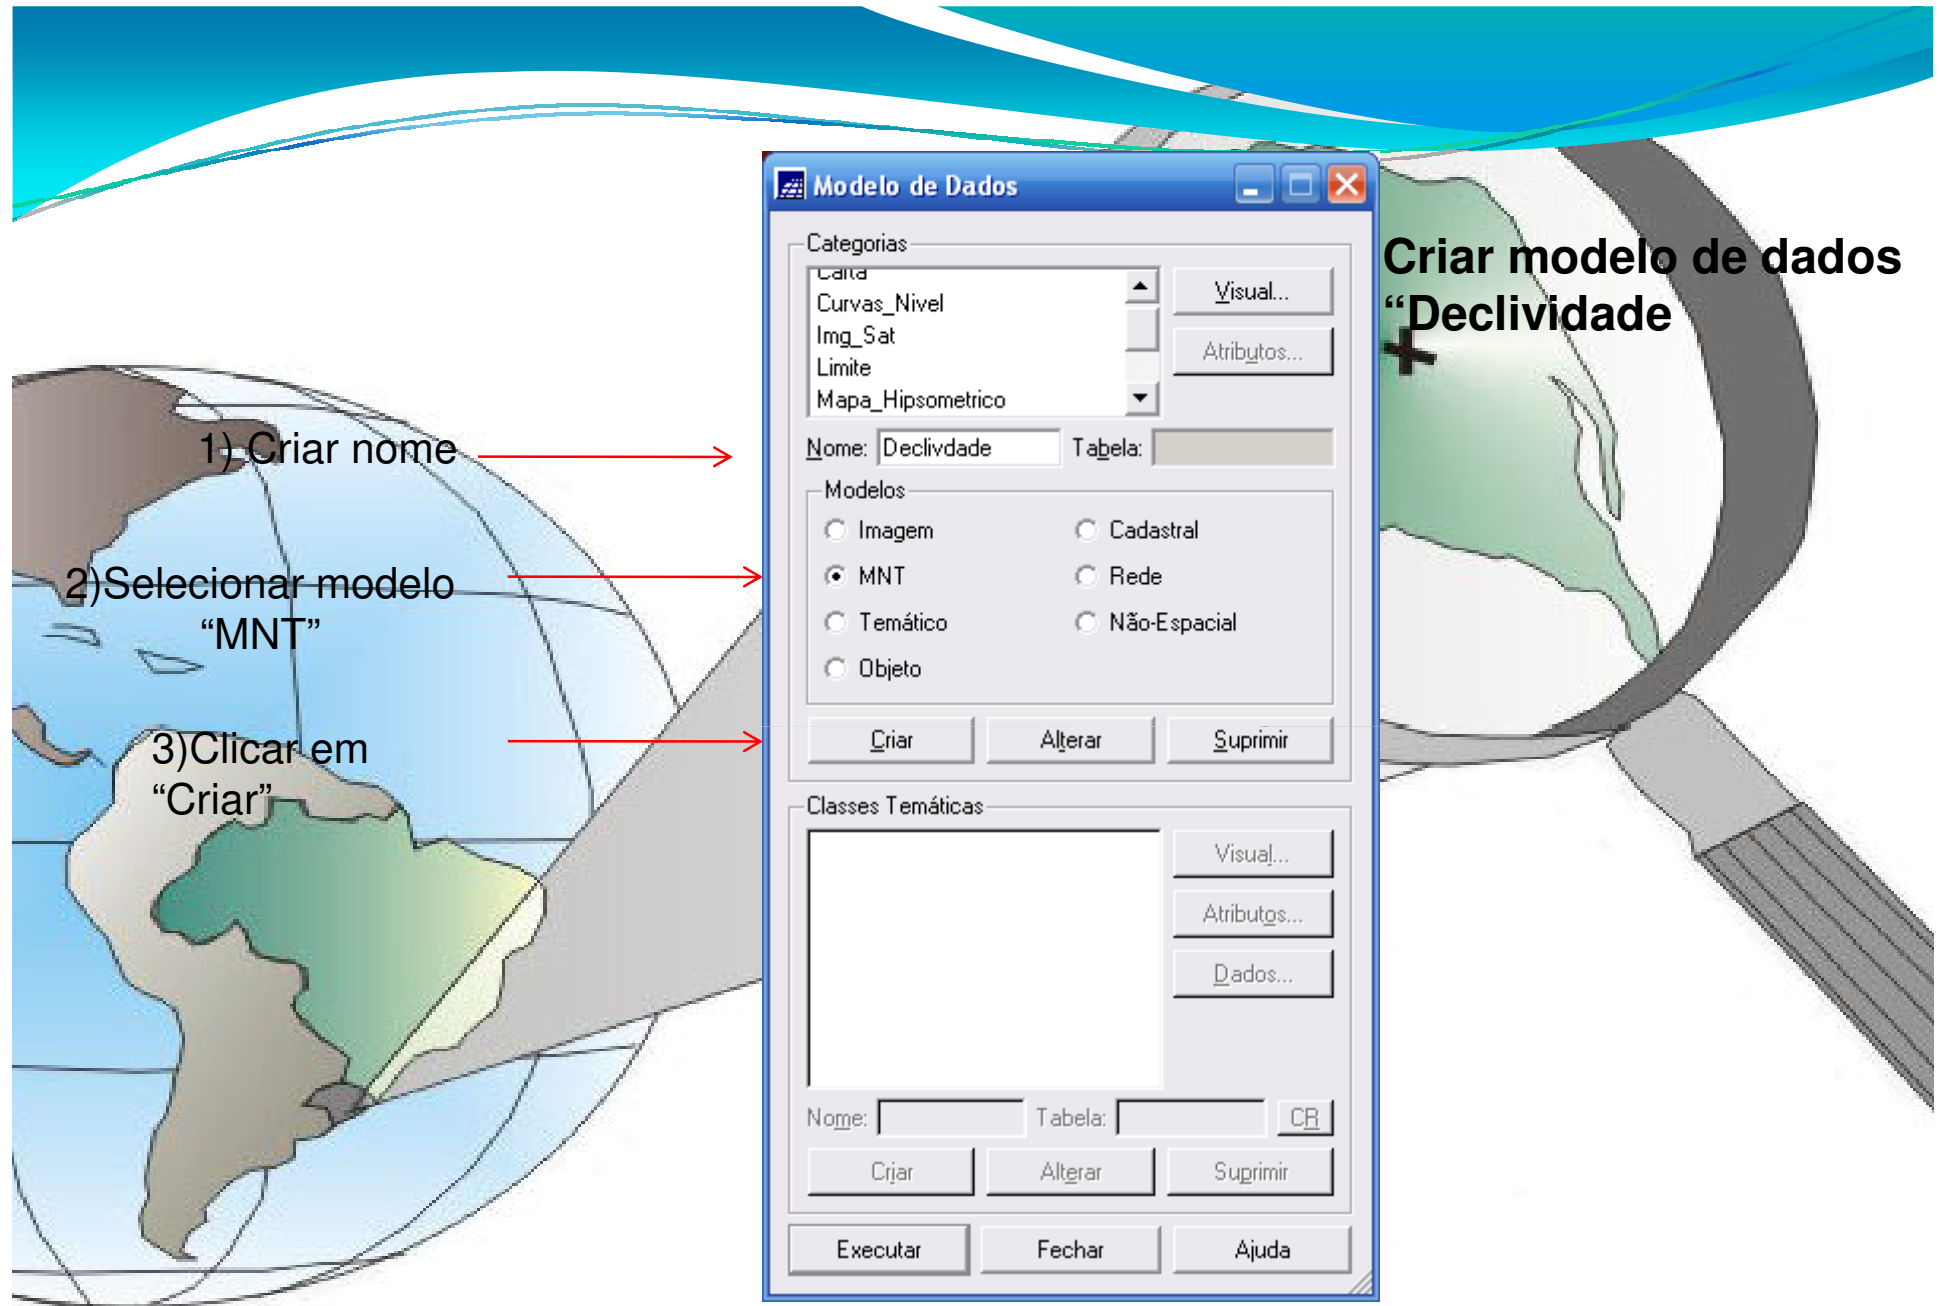 Modelo de Dados
Criar modelo de dados
“Declividade
Categorias
Carta
Curvas_Nivel
Img_Sat
Limite
Mapa_Hipsometrico
Visual...
Atributos...
1) Criar nome
Nome: Declivdade Tabela:
Modelos
Imagem Cadastral
2)Selecionar modelo
“MNT”
MNT Rede
Temático Não-Espacial
Objeto
3)Clicar em
“Criar”
Criar Alterar Suprimir
Classes Temáticas
Visual...
Atributos...
Dados...
Nome: Tabela: CR
Criar Alterar Suprimir
Executar Fechar Ajuda